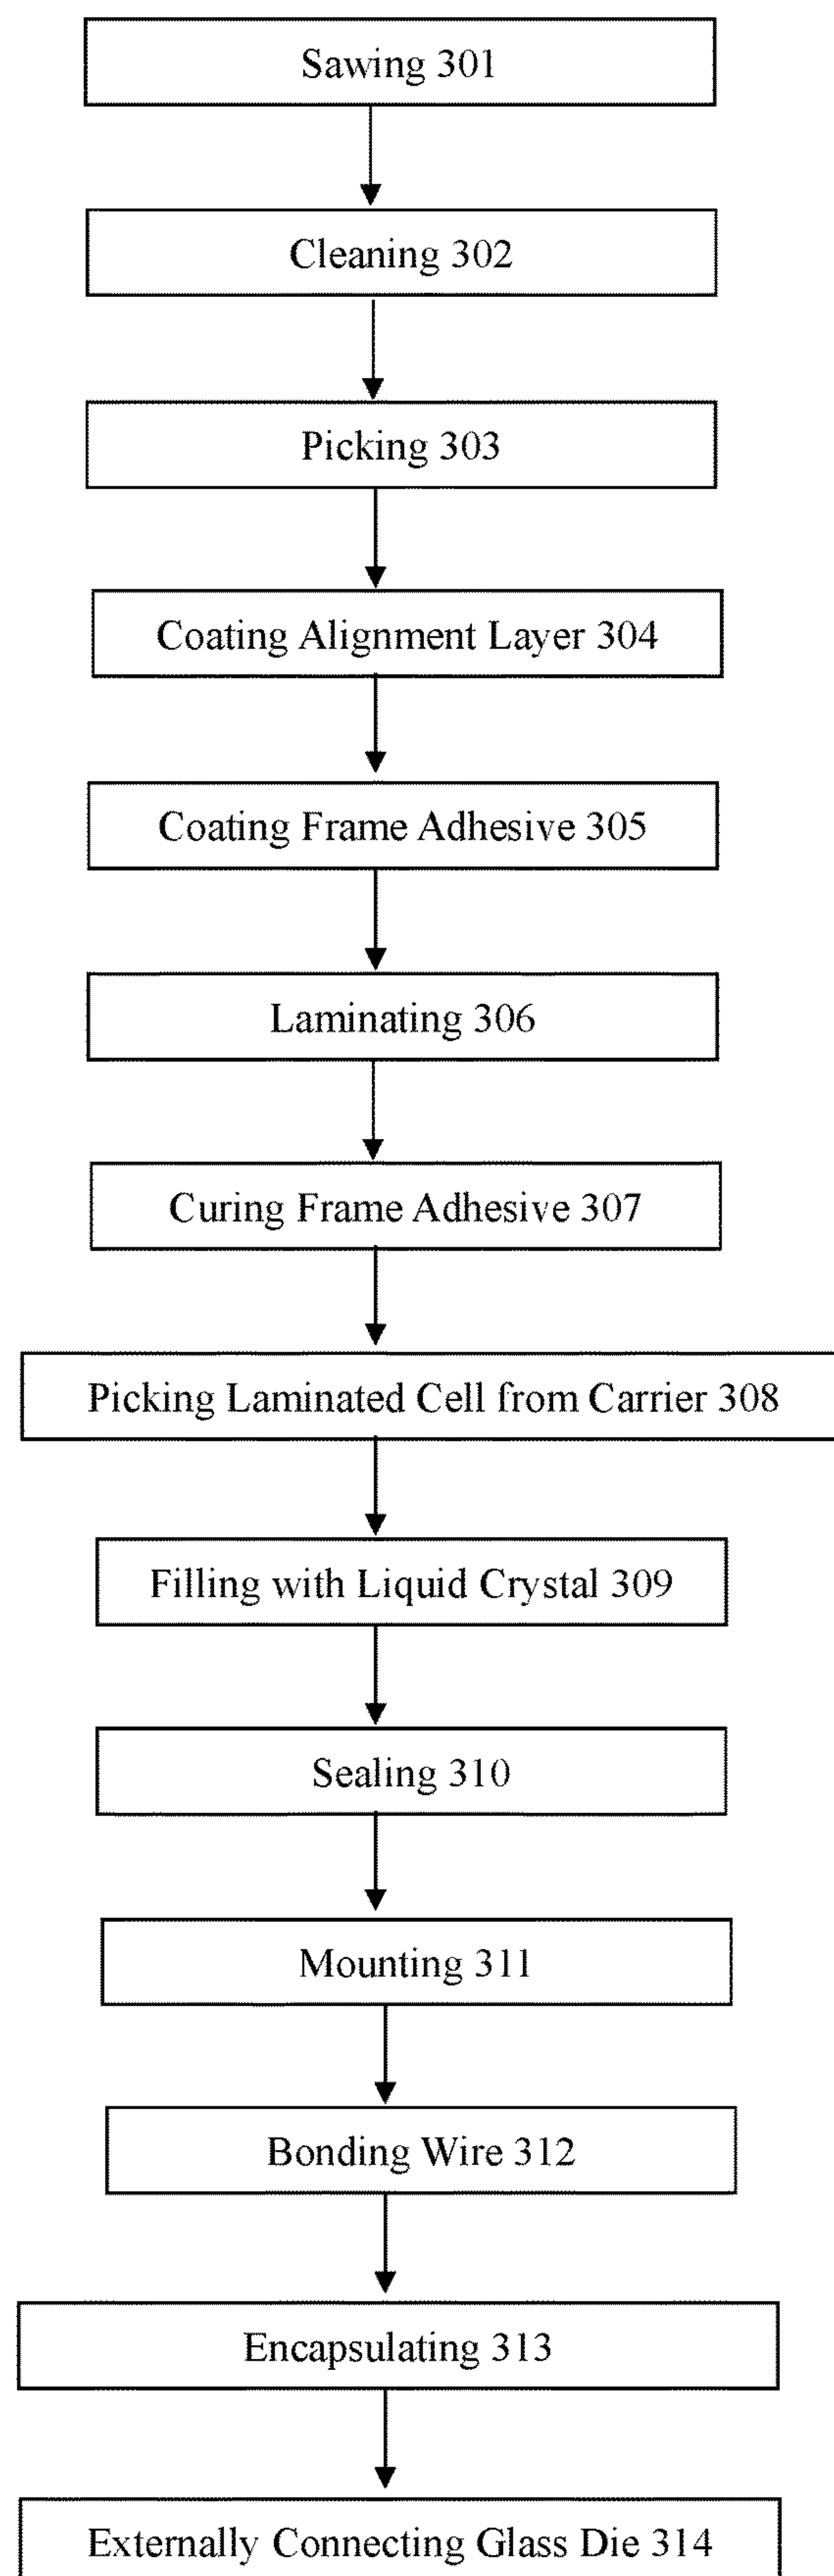 Sawing 301
Cleaning 302
Picking 303
Coating Alignment Layer 304
Coating Frame Adhesive 305
Laminating 306
Curing Frame Adhesive 307
Picking Laminated Cell from Carrier 308
Filling with Liquid Crystal 309
Sealing 310
Mounting 311
Bonding Wire 312
Encapsulating 313
Externally Connecting Glass Die 314